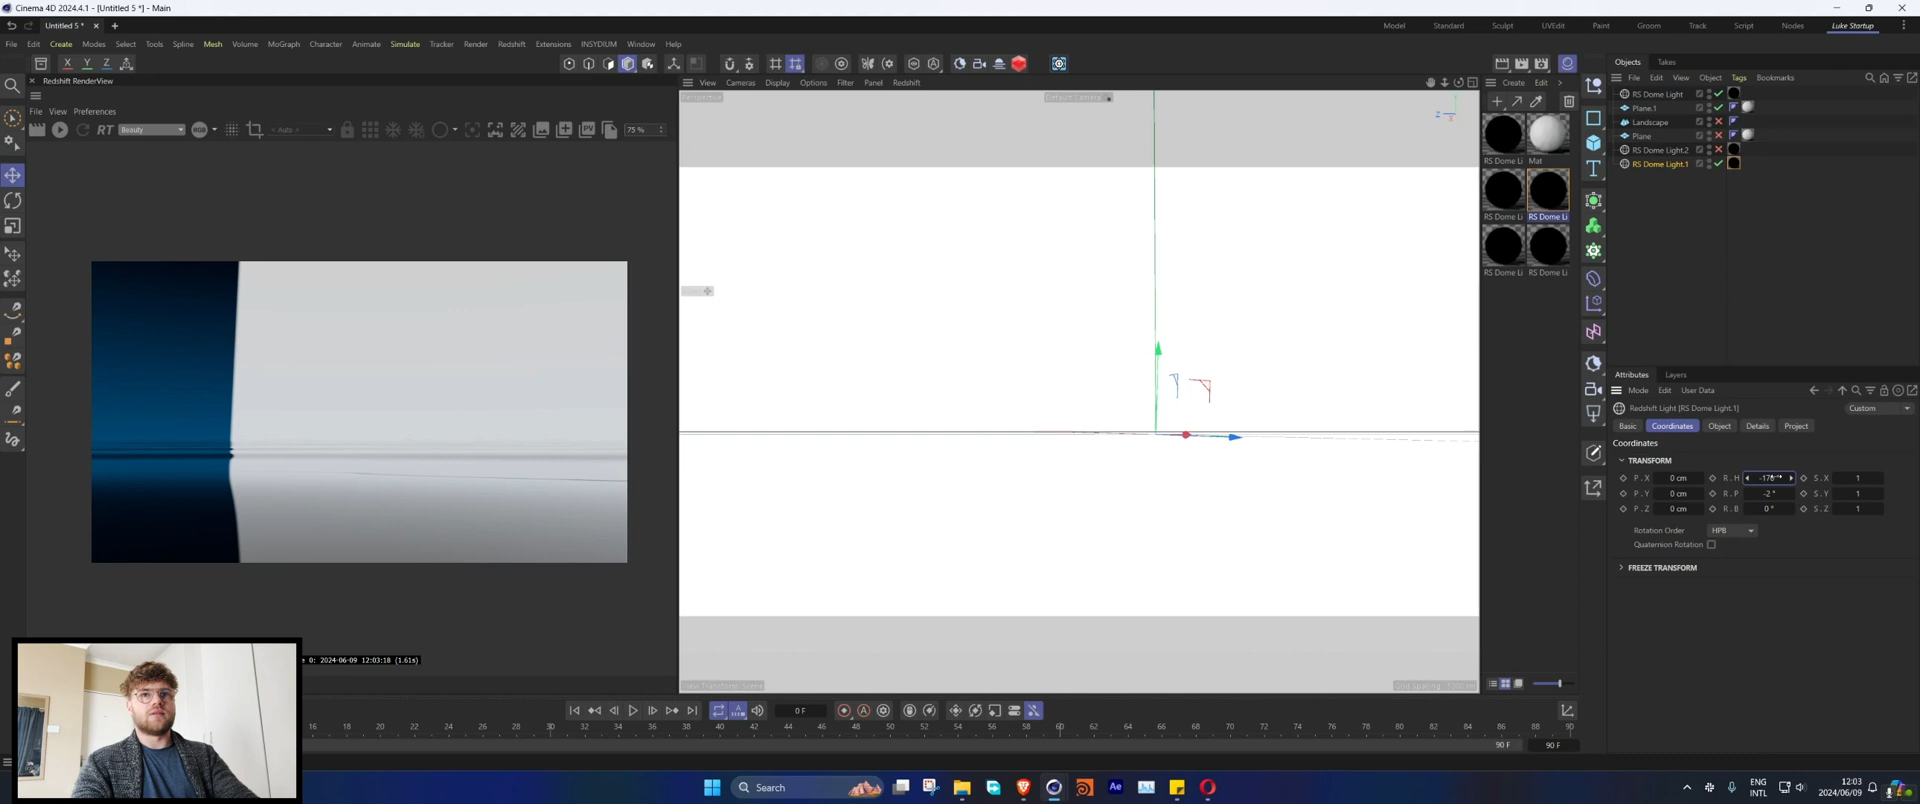 Cinema 4D 2024.4.1 - [Untitled 5 *] - Main
Untitled 5 *
Model Standard Sculpt UVEdit Paint Groom Track Script Nodes Luke Startup
File Edit Create Modes Select Tools Spline Mesh Volume MoGraph Character Animate Simulate Tracker Render Redshift Extensions INSYDIUM Window Help
X Y Z
Redshift RenderView
File View Preferences
RT Beauty < Auto > 75 %
View Cameras Display Options Filter Panel Redshift
Perspective
Default Camera
Create Edit
RS Dome Li Mat
RS Dome Li RS Dome Li
RS Dome Li RS Dome Li
Objects Takes
File Edit View Object Tags Bookmarks
RS Dome Light
Plane.1
Landscape
Plane
RS Dome Light.2
RS Dome Light.1
Attributes Layers
Mode Edit User Data
Redshift Light [RS Dome Light.1]
Custom
Basic Coordinates Object Details Project
Coordinates
TRANSFORM
P . X 0 cm R . H S . X 1
P . Y 0 cm R . P -2 ° S . Y 1
P . Z 0 cm R . B 0 ° S . Z 1
Rotation Order HPB
Quaternion Rotation
FREEZE TRANSFORM
View Transform: Scene
0: 2024-06-09 12:03:18 (1.61s)
0 F
16 18 20 22 24 26 28 30 32 34 36 38 40 42 44 46 48 50 52 54 56 58 60 62 64 66 68 70 72 74 76 78 80 82 84 86 88 90
90 F 90 F
Search
Ae
ENG
INTL
12:03
2024/06/09